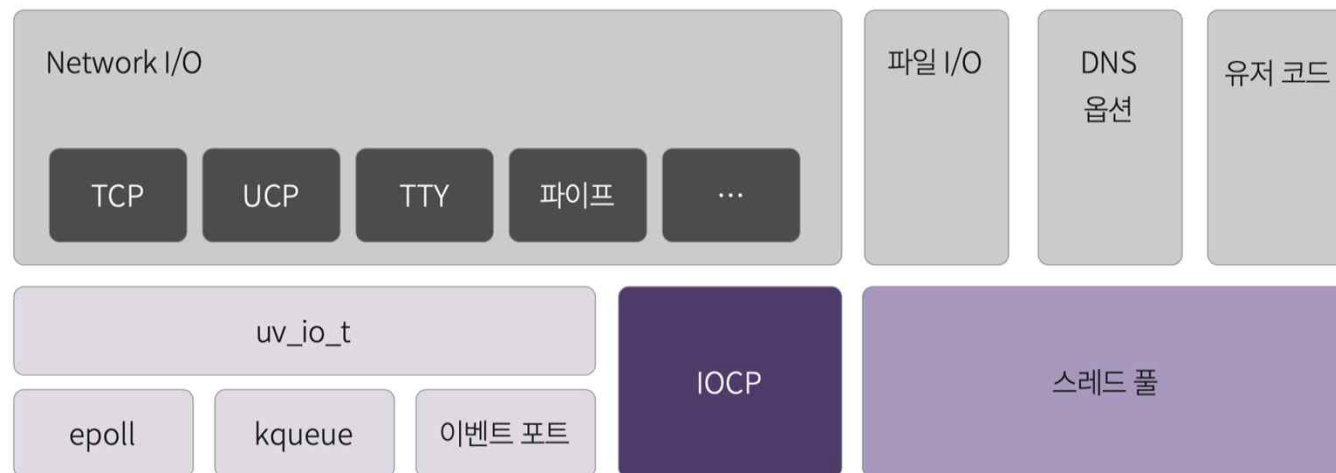 Network I/O
TCP
UCP
TTY
파이프
...
파일 I/O
DNS
옵션
유저 코드
uv_io_t
epoll
kqueue
이벤트 포트
IOCP
스레드 풀